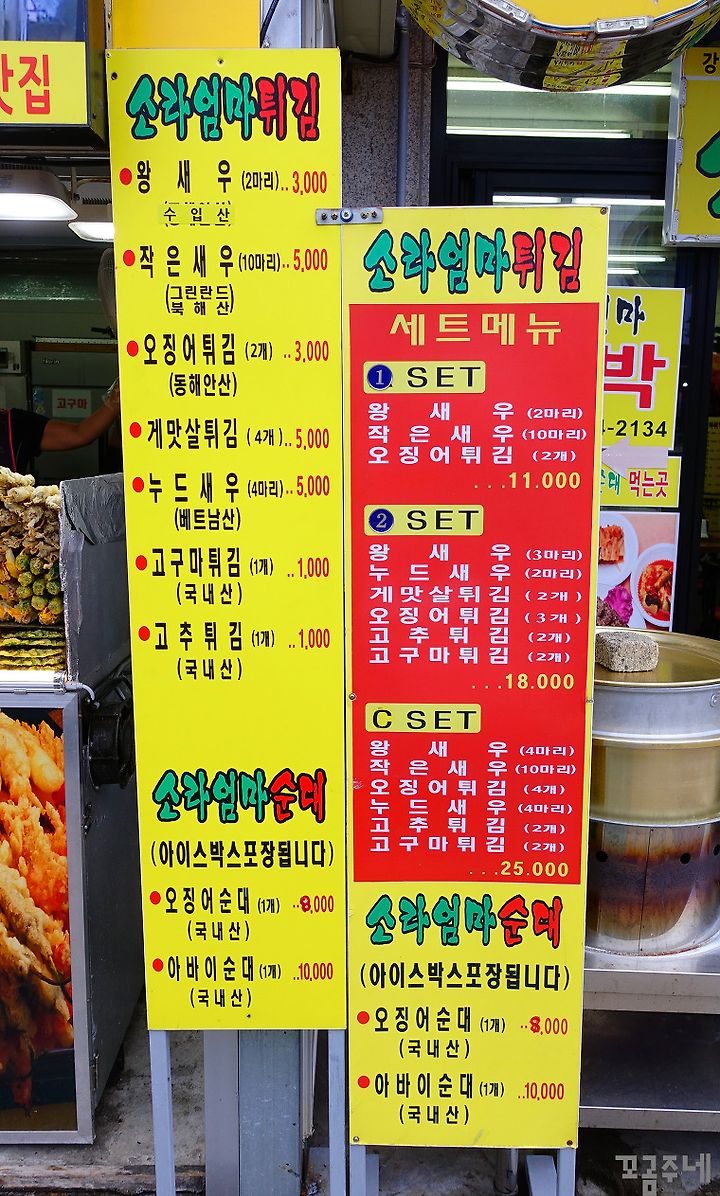 맛집
소라엄마튀김
왕새우 (2마리)..3,000
수입산
작은새우 (10마리)..5,000
(그린란드
북해산)
오징어튀김 (2개) ..3,000
(동해안산)
게맛살튀김 (4개)..5,000
누드새우 (4마리)..5,000
(베트남산)
고구마튀김 (1개) ..1,000
(국내산)
고추튀김 (1개) ..1,000
(국내산)
소라엄마순대
(아이스박스포장됩니다)
오징어순대 (1개) ..8,000
(국내산)
아바이순대 (1개) ..10,000
(국내산)
소라엄마튀김
세트메뉴
1 SET
왕새우 (2마리)
작은새우 (10마리)
오징어튀김 (2개)
...11.000
2 SET
왕새우 (3마리)
누드새우 (2마리)
게맛살튀김 (2개)
오징어튀김 (3개)
고추튀김 (2개)
고구마튀김 (2개)
...18.000
C SET
왕새우 (4마리)
작은새우 (10마리)
오징어튀김 (4개)
누드새우 (4마리)
고추튀김 (2개)
고구마튀김 (2개)
...25.000
소라엄마순대
(아이스박스포장됩니다)
오징어순대 (1개) ..8,000
(국내산)
아바이순대 (1개) ..10,000
(국내산)
고구마
강
마
박
-2134
순대 먹는곳
꼬곰주네